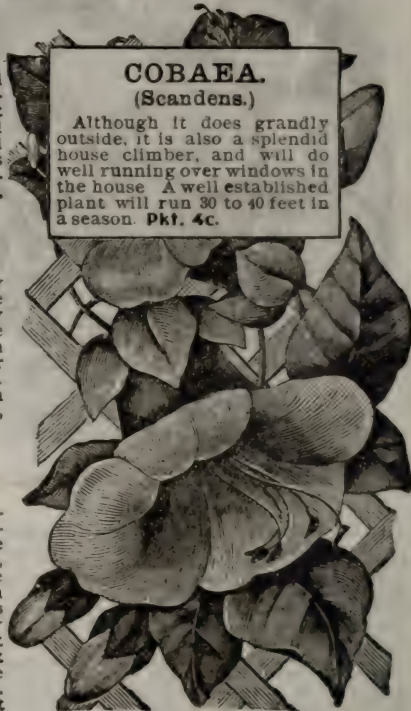 COBAEA.
(Scandens.)
Although it does grandly
outside, it is also a splendid
house climber, and will do
well running over windows in
the house A well established
plant will run 30 to 40 feet in
a season. Pkt. 4c.